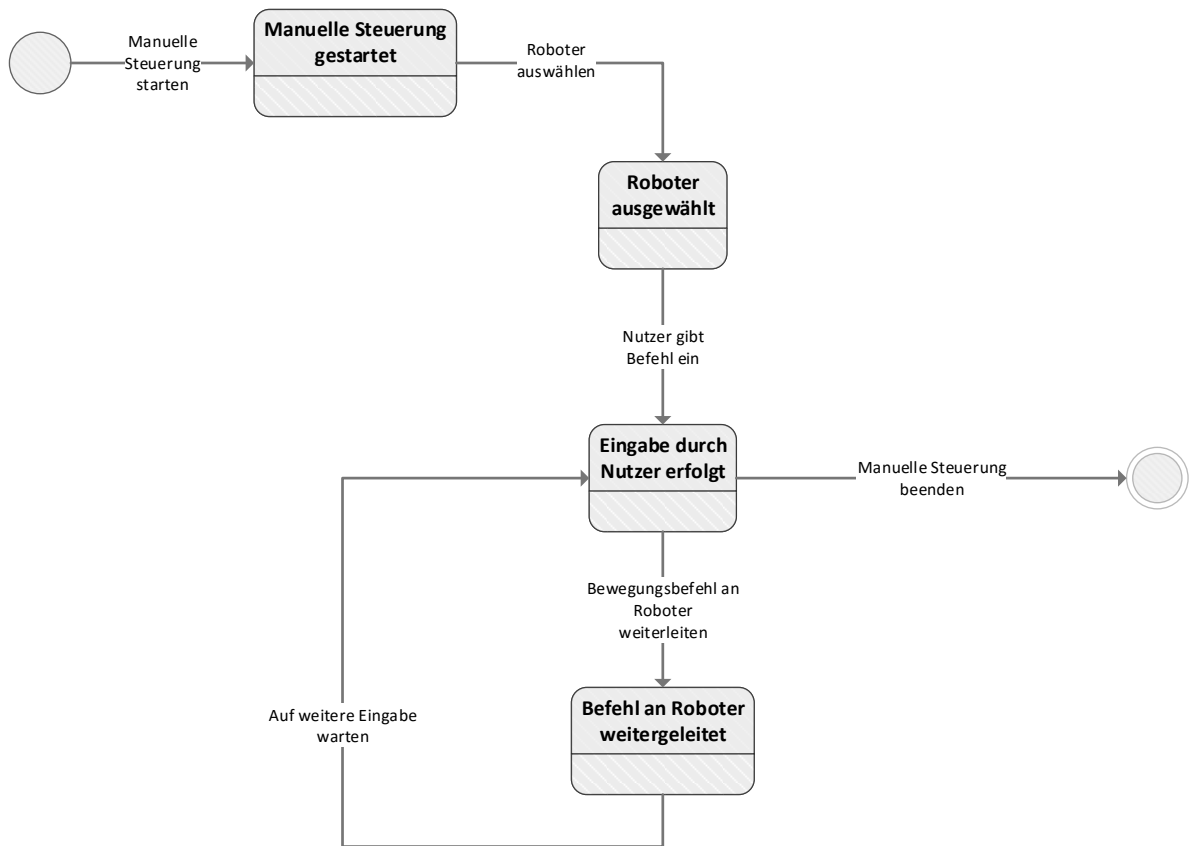 Manuelle
Steuerung
starten
Manuelle Steuerung
gestartet
Roboter
auswählen
Roboter
ausgewählt
Nutzer gibt
Befehl ein
Eingabe durch
Nutzer erfolgt
Manuelle Steuerung
beenden
Bewegungsbefehl an
Roboter
weiterleiten
Befehl an Roboter
weitergeleitet
Auf weitere Eingabe
warten